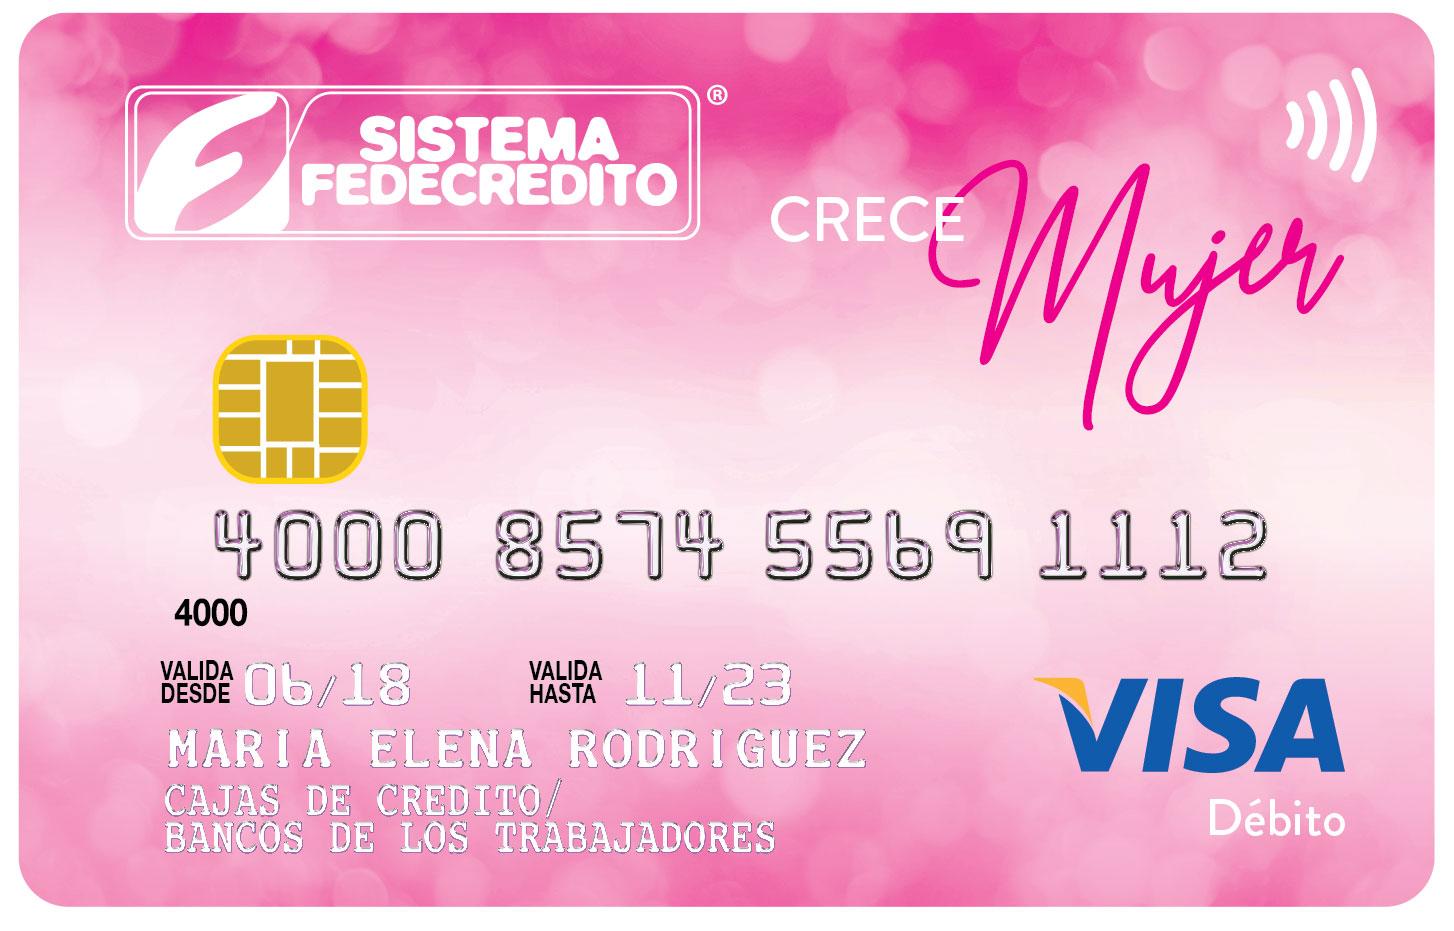 SISTEMA
FEDECREDITO®
CRECE Mujer
4000 8574 5569 1112
4000
VALIDA DESDE 06/18 VALIDA HASTA 11/23
MARIA ELENA RODRIGUEZ
CAJAS DE CREDITO/
BANCOS DE LOS TRABAJADORES
VISA
Débito